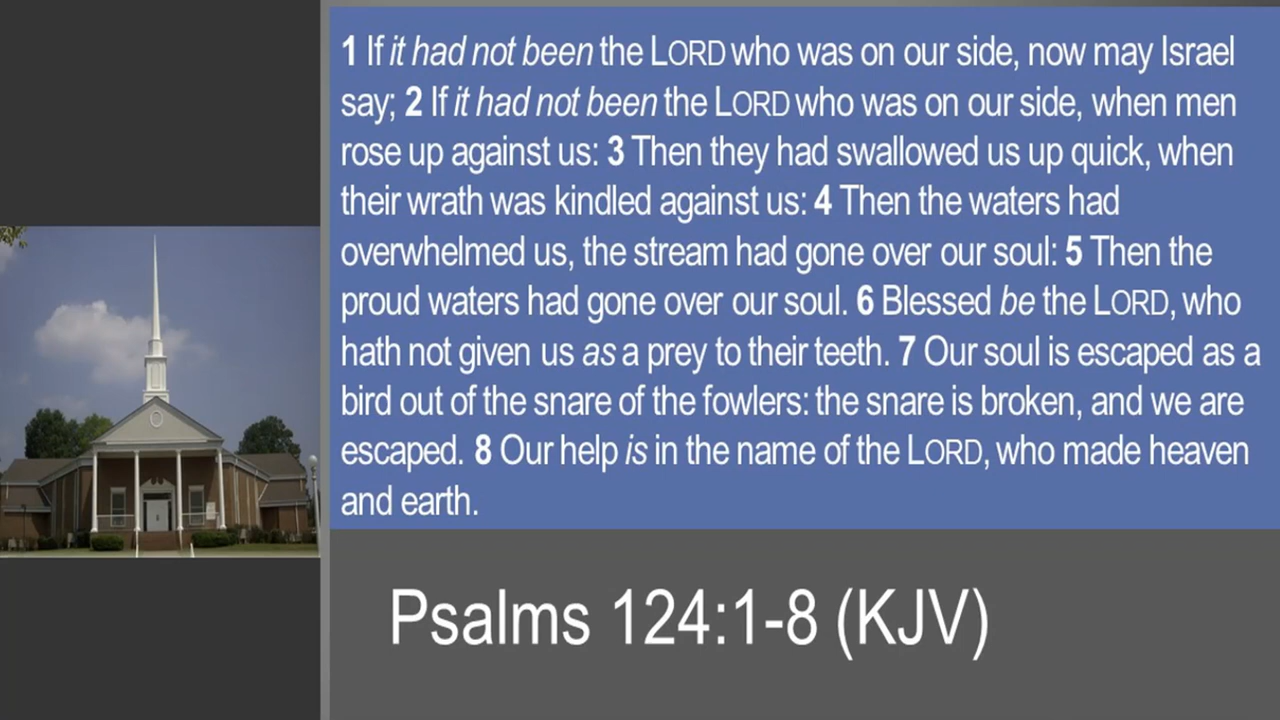 1 If it had not been the LORD who was on our side, now may Israel
say; 2 If it had not been the LORD who was on our side, when men
rose up against us: 3 Then they had swallowed us up quick, when
their wrath was kindled against us: 4 Then the waters had
overwhelmed us, the stream had gone over our soul: 5 Then the
proud waters had gone over our soul. 6 Blessed be the LORD, who
hath not given us as a prey to their teeth. 7 Our soul is escaped as a
bird out of the snare of the fowlers: the snare is broken, and we are
escaped. 8 Our help is in the name of the LORD, who made heaven
and earth.
Psalms 124:1-8 (KJV)